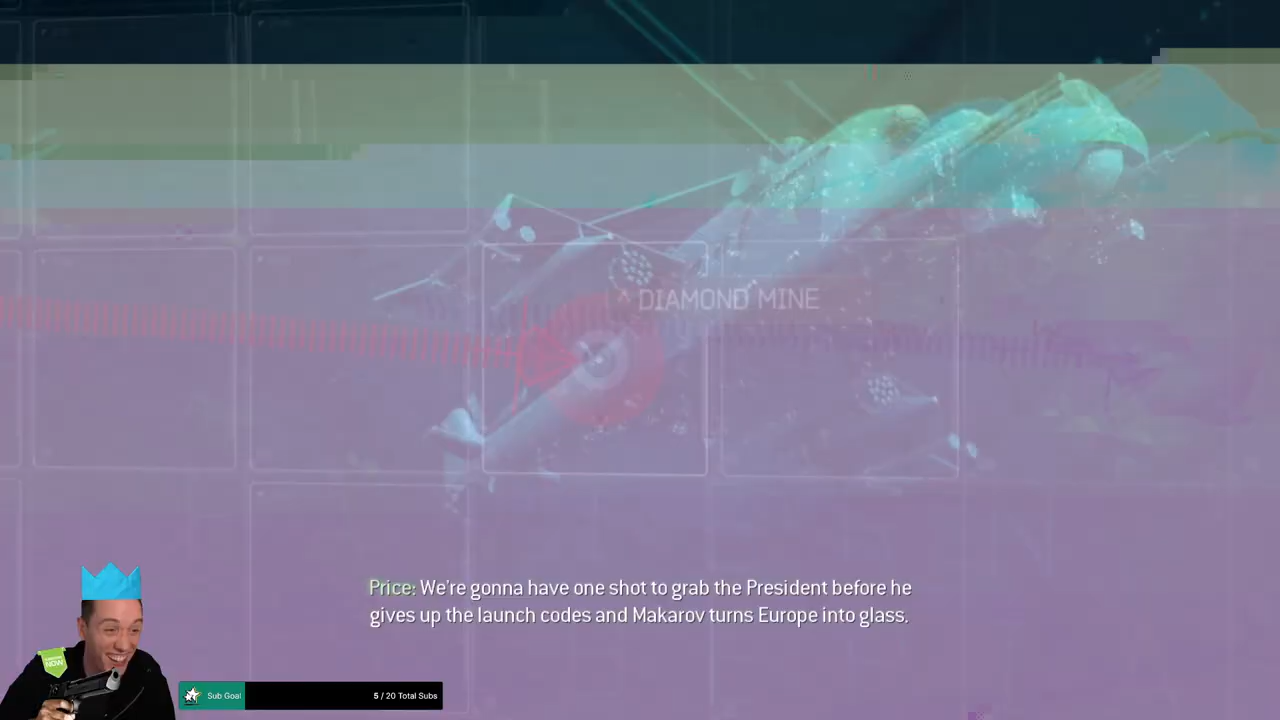 DIAMOND MINE
Price: We're gonna have one shot to grab the President before he
gives up the launch codes and Makarov turns Europe into glass.
NOW
Sub Goal
5 / 20 Total Subs